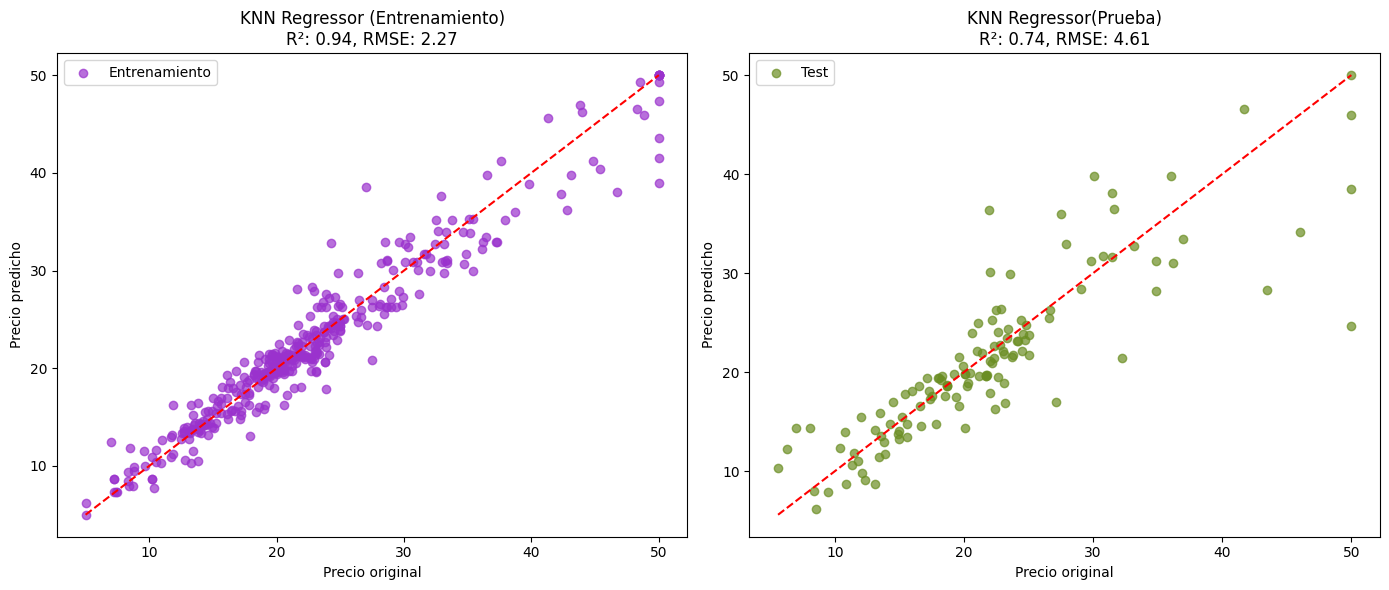 KNN Regressor (Entrenamiento)
R²: 0.94, RMSE: 2.27
Entrenamiento
50
40
30
20
10
Precio predicho
10 20 30 40 50
Precio original
KNN Regressor(Prueba)
R²: 0.74, RMSE: 4.61
Test
50
40
30
20
10
Precio predicho
10 20 30 40 50
Precio original